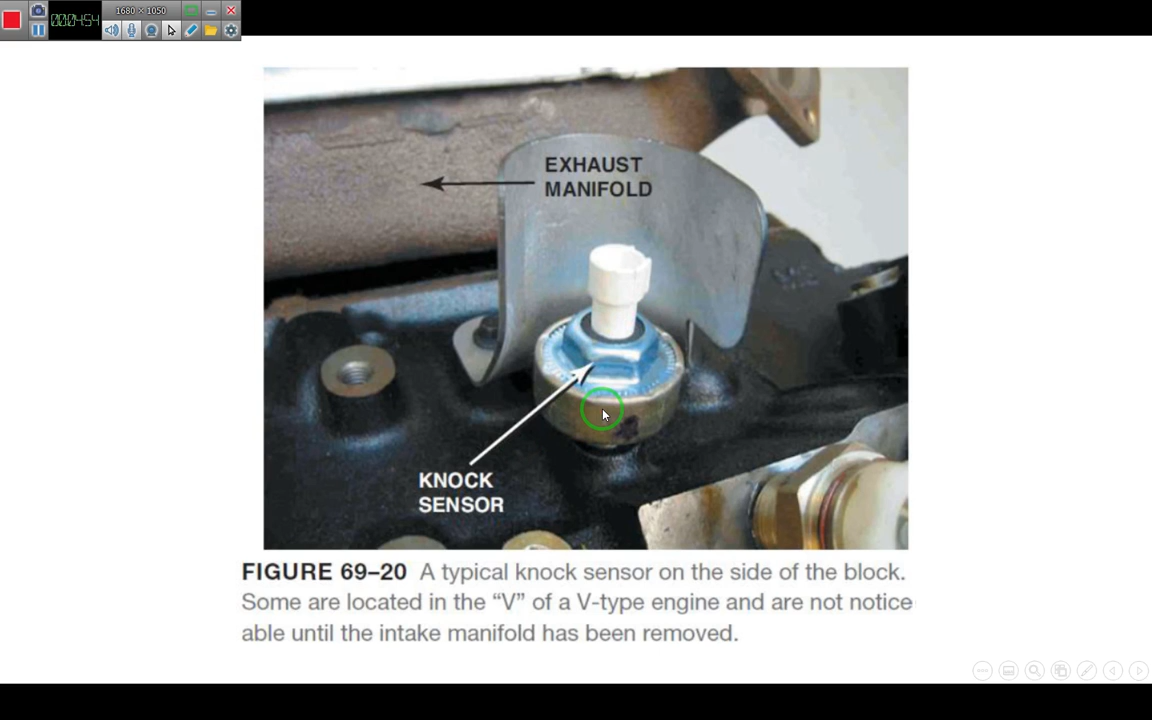 1680 × 1050
000454
EXHAUST
MANIFOLD
KNOCK
SENSOR
FIGURE 69–20 A typical knock sensor on the side of the block.
Some are located in the “V” of a V-type engine and are not notice
able until the intake manifold has been removed.